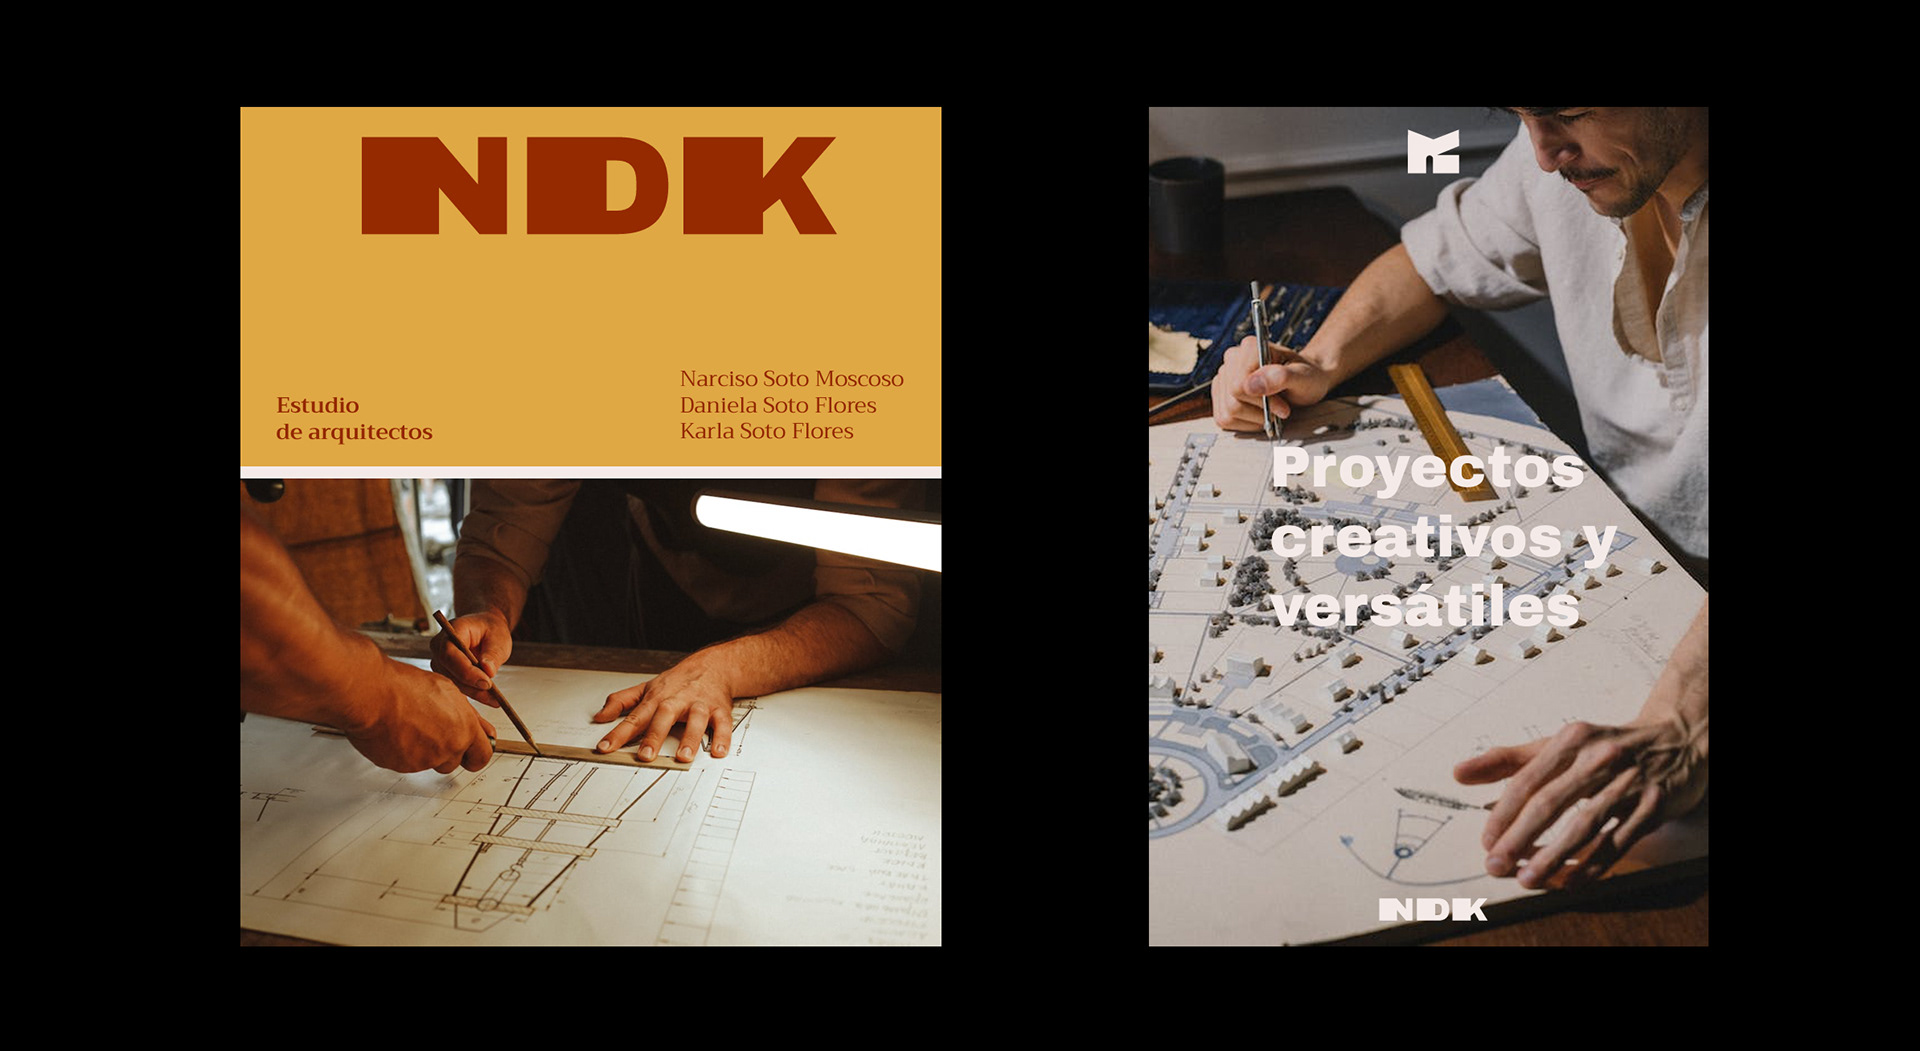 NDK
Estudio
de arquitectos
Narciso Soto Moscoso
Daniela Soto Flores
Karla Soto Flores
Proyectos
creativos y
versátiles
NDK